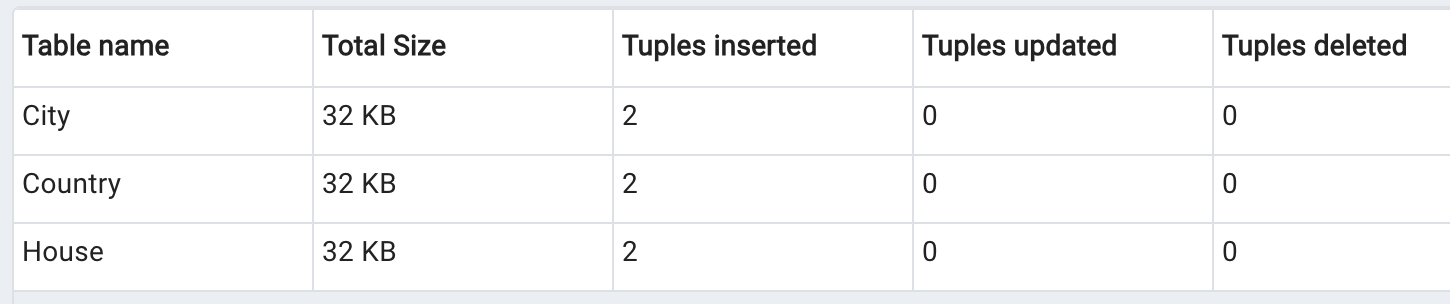 Table name Total Size Tuples inserted Tuples updated Tuples deleted
City 32 KB 2 0 0
Country 32 KB 2 0 0
House 32 KB 2 0 0